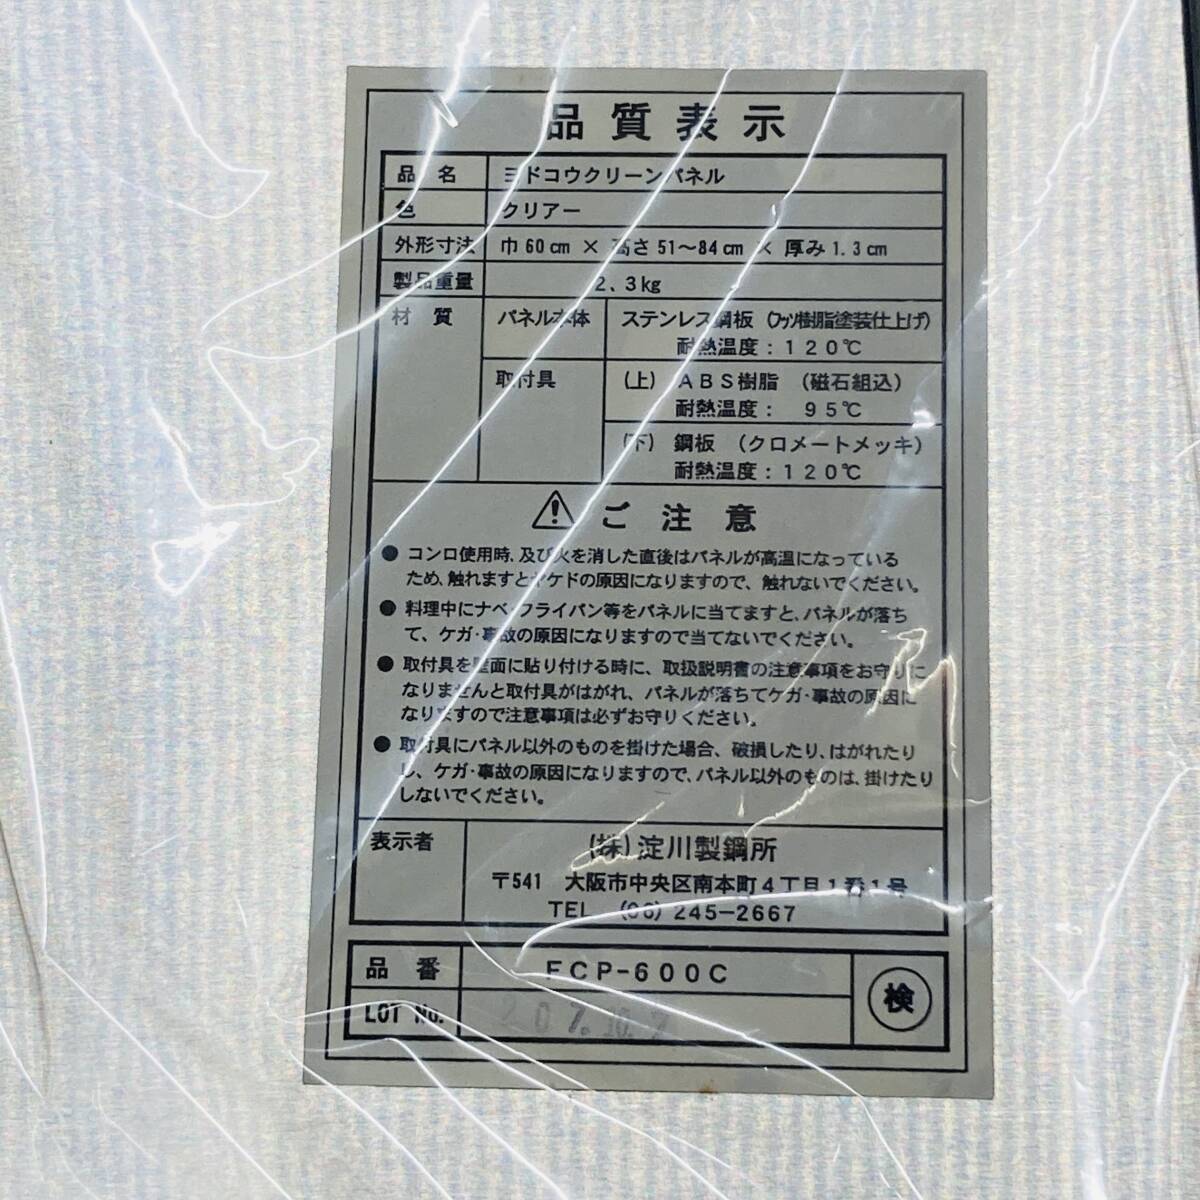 品質表示
品名 ヨドコウクリーンパネル
色 クリアー
外形寸法 巾60cm × 高さ51〜84cm × 厚み1.3cm
製品重量 2、3kg
材質 パネル本体 ステンレス鋼板 (フッソ樹脂塗装仕上げ)
耐熱温度:120℃
取付具 (上) ABS樹脂 (磁石組込)
耐熱温度: 95℃
(下) 鋼板 (クロメートメッキ)
耐熱温度:120℃
⚠ ご注意
● コンロ使用時、及び火を消した直後はパネルが高温になっている
ため、触れますとヤケドの原因になりますので、触れないでください。
● 料理中にナベ・フライパン等をパネルに当てますと、パネルが落ち
て、ケガ・事故の原因になりますので当てないでください。
● 取付具を壁面に貼り付ける時に、取扱説明書の注意事項をお守りに
なりませんと取付具がはがれ、パネルが落ちてケガ・事故の原因に
なりますので注意事項は必ずお守りください。
● 取付具にパネル以外のものを掛けた場合、破損したり、はがれたり
し、ケガ・事故の原因になりますので、パネル以外のものは、掛けたり
しないでください。
表示者 (株)淀川製鋼所
〒541 大阪市中央区南本町4丁目1番1号
TEL (06)245-2667
品番 FCP-600C
検
LOT No. 207.10.7